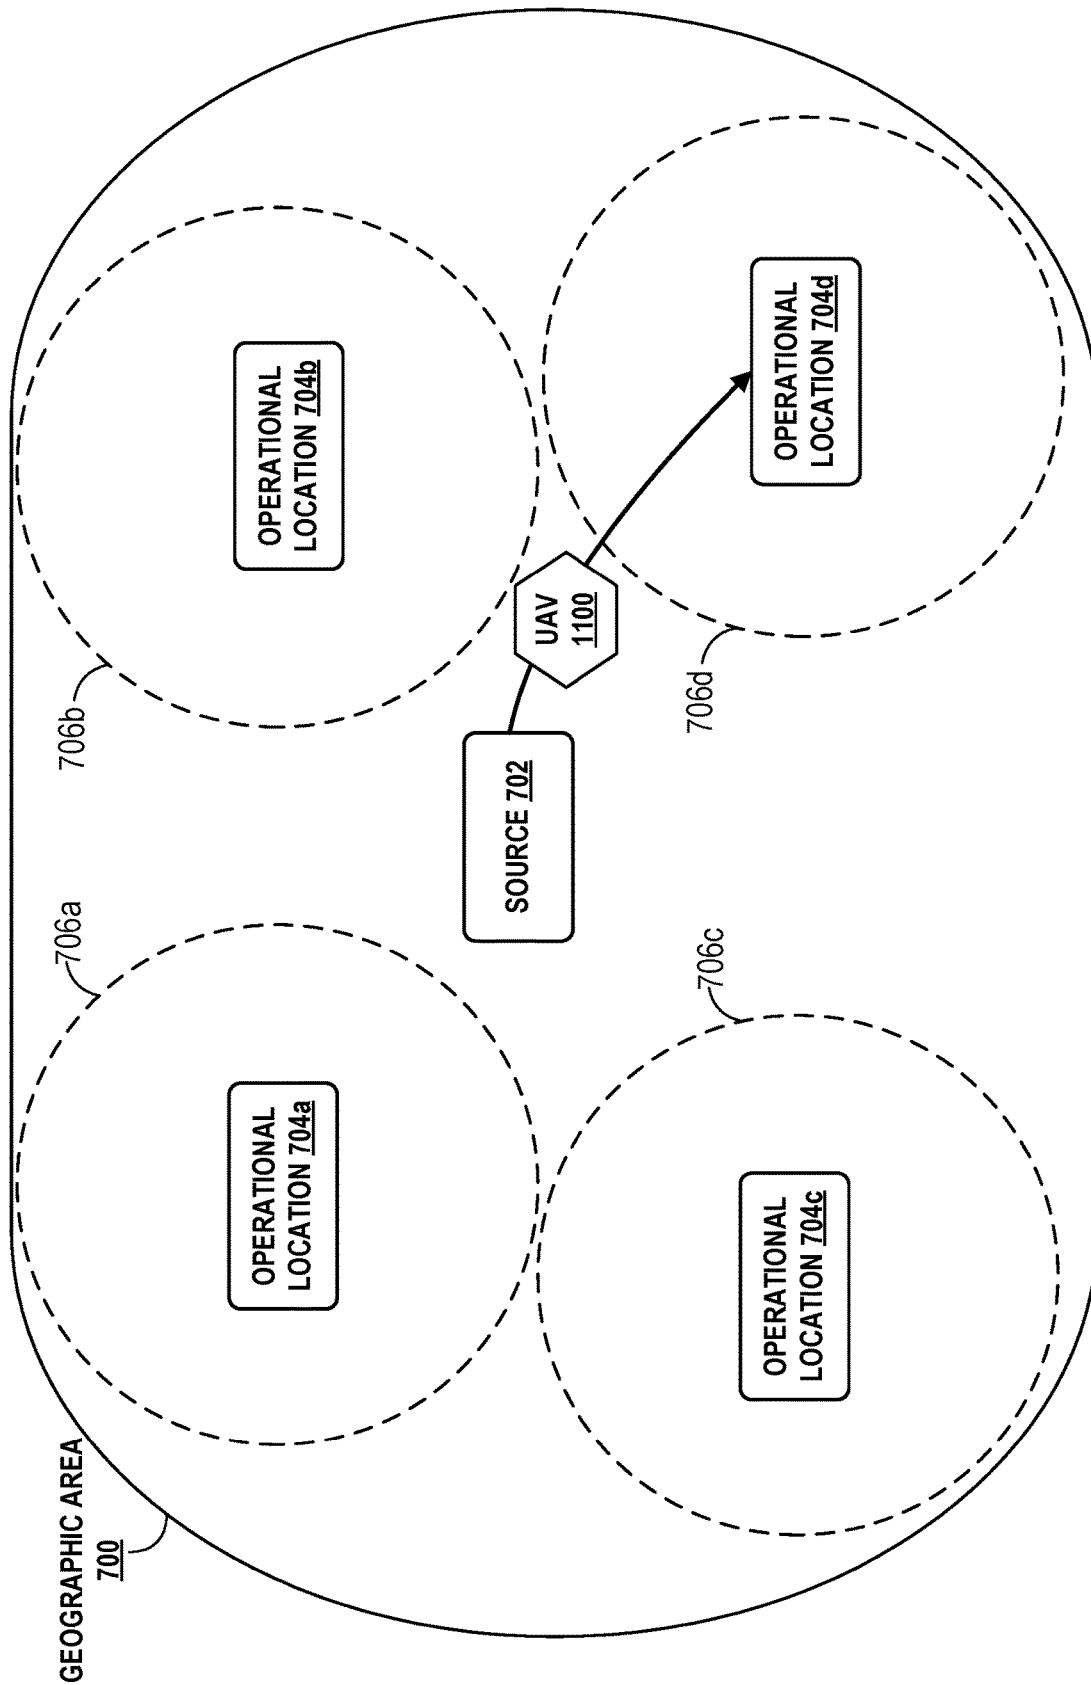 GEOGRAPHIC AREA
700
706a
706b
OPERATIONAL
LOCATION 704a
OPERATIONAL
LOCATION 704b
SOURCE 702
UAV
1100
706c
706d
OPERATIONAL
LOCATION 704c
OPERATIONAL
LOCATION 704d